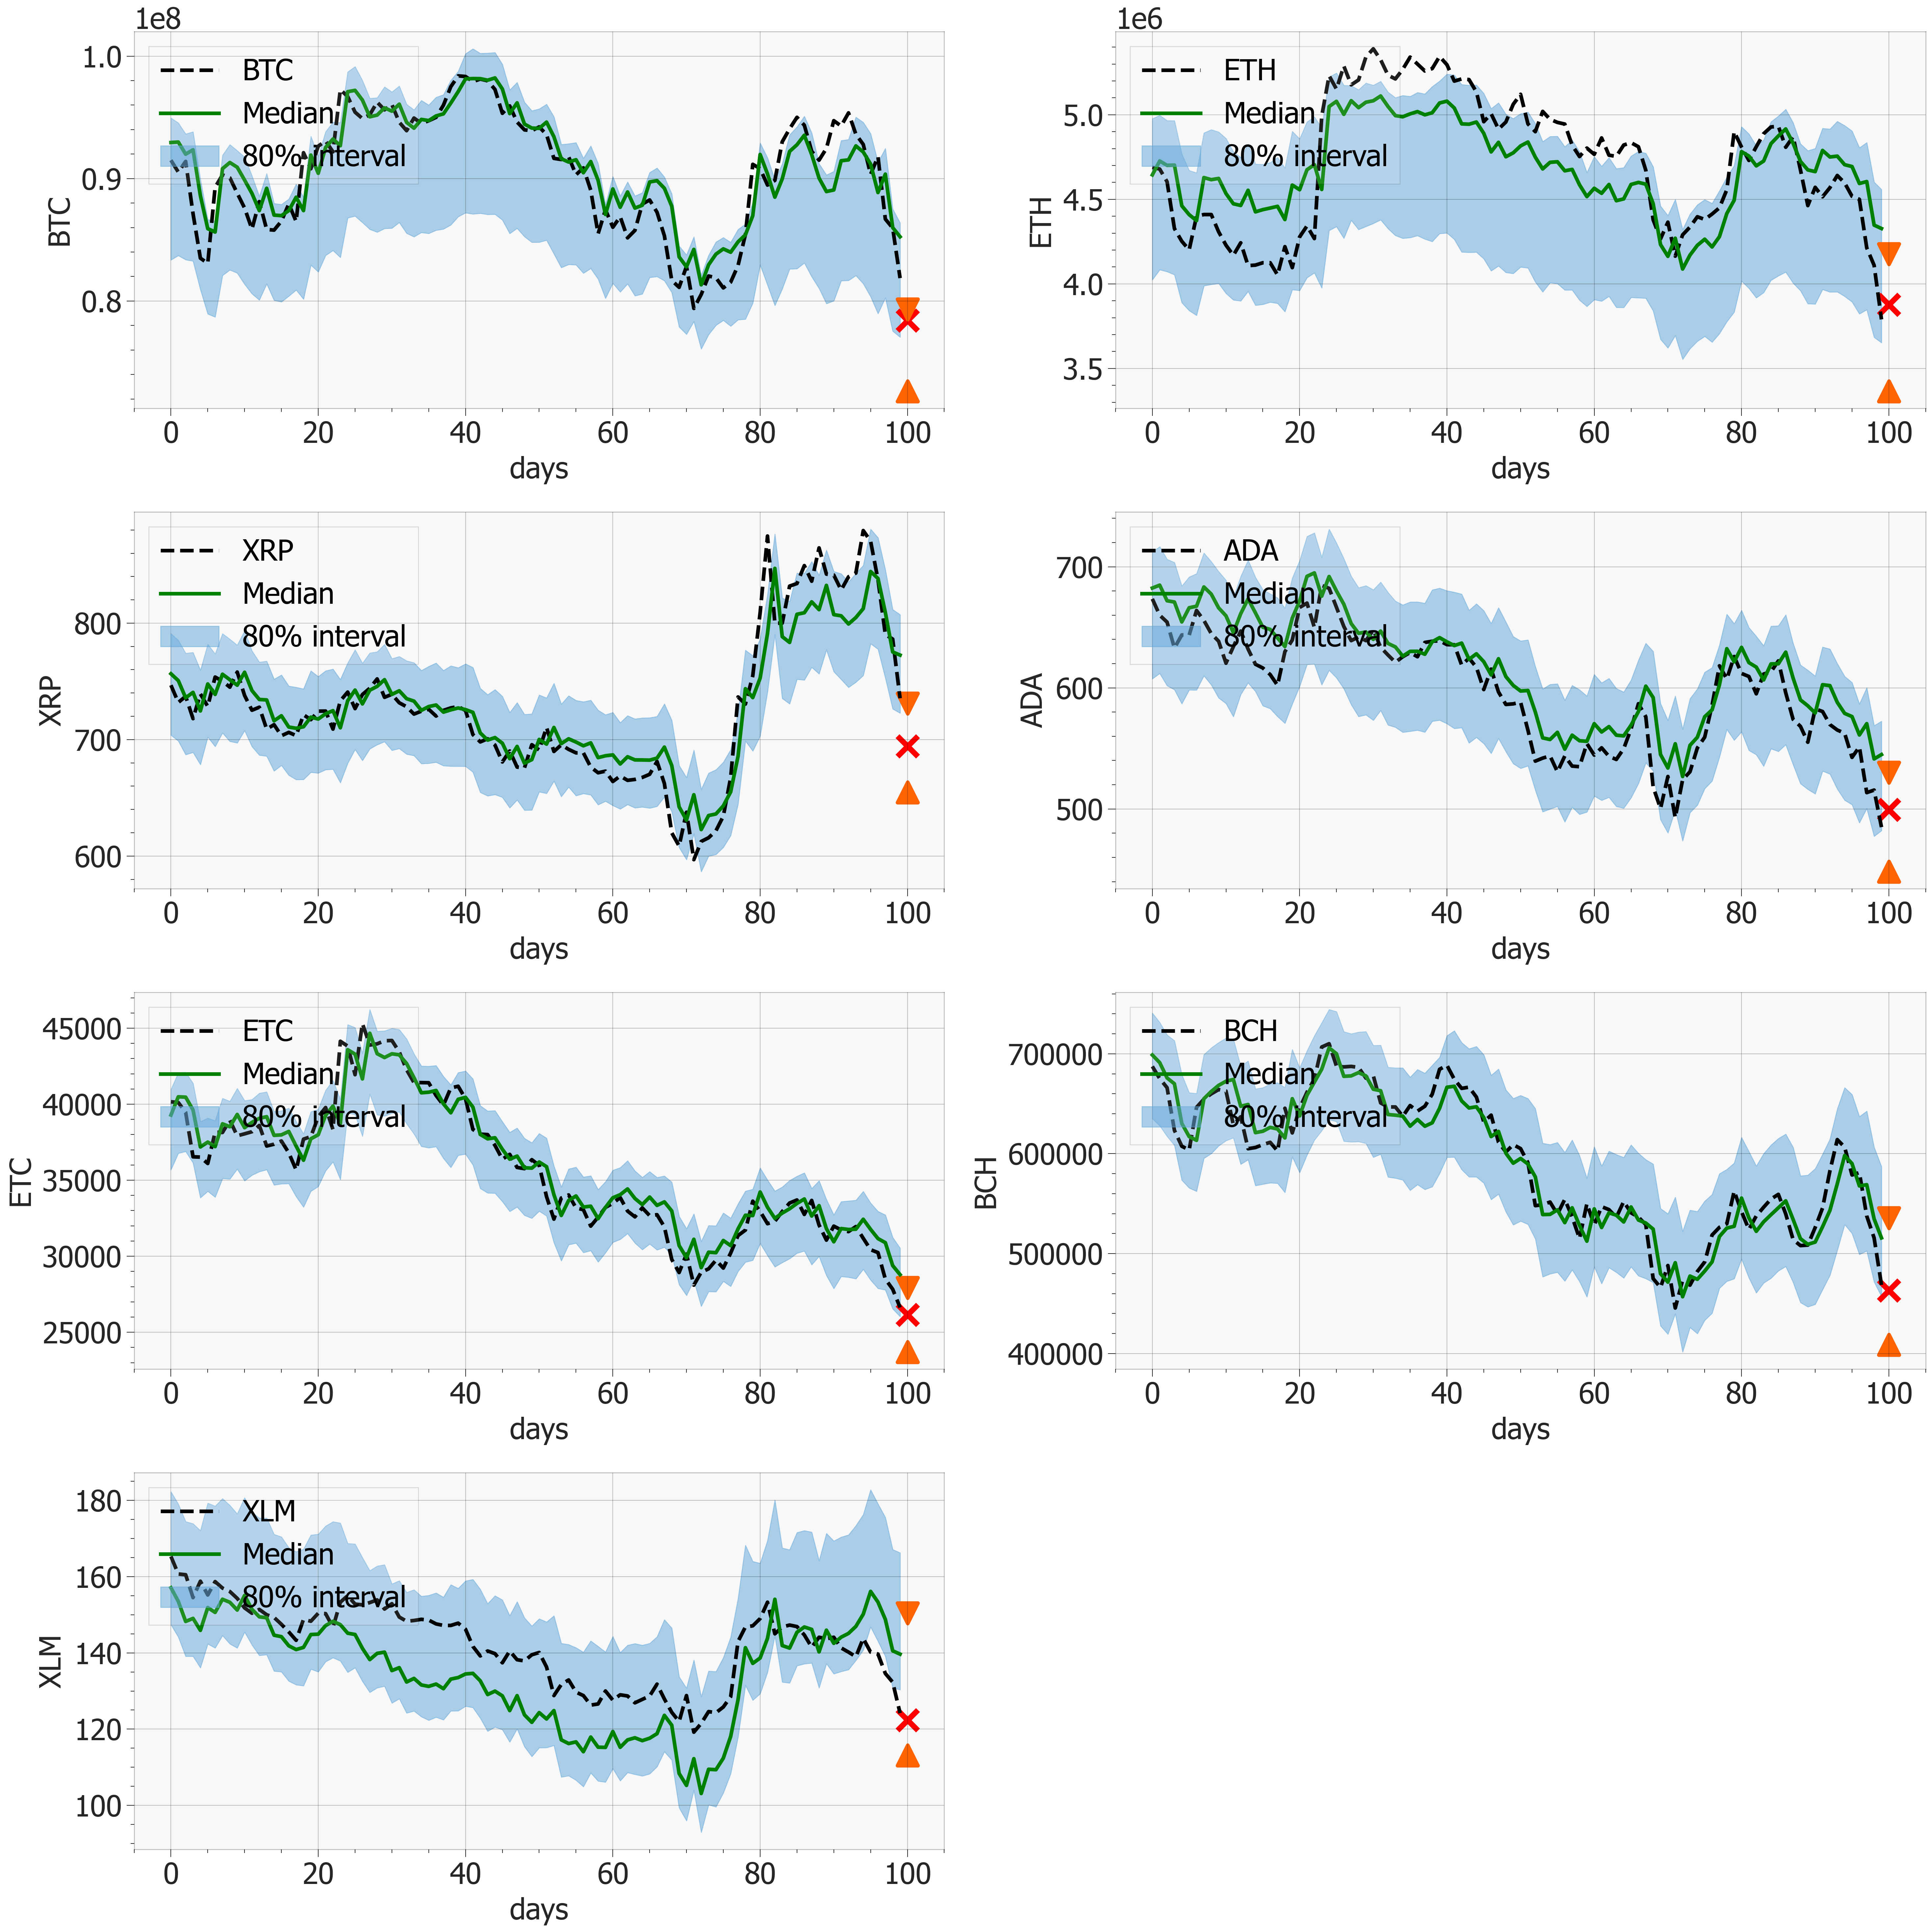 1e8
1.0
0.9
0.8
BTC
BTC
Median
80% interval
0 20 40 60 80 100
days
1e6
5.0
4.5
4.0
3.5
ETH
ETH
Median
80% interval
0 20 40 60 80 100
days
800
700
600
XRP
XRP
Median
80% interval
0 20 40 60 80 100
days
700
600
500
ADA
ADA
Median
80% interval
0 20 40 60 80 100
days
45000
40000
35000
30000
25000
ETC
ETC
Median
80% interval
0 20 40 60 80 100
days
700000
600000
500000
400000
BCH
BCH
Median
80% interval
0 20 40 60 80 100
days
180
160
140
120
100
XLM
XLM
Median
80% interval
0 20 40 60 80 100
days